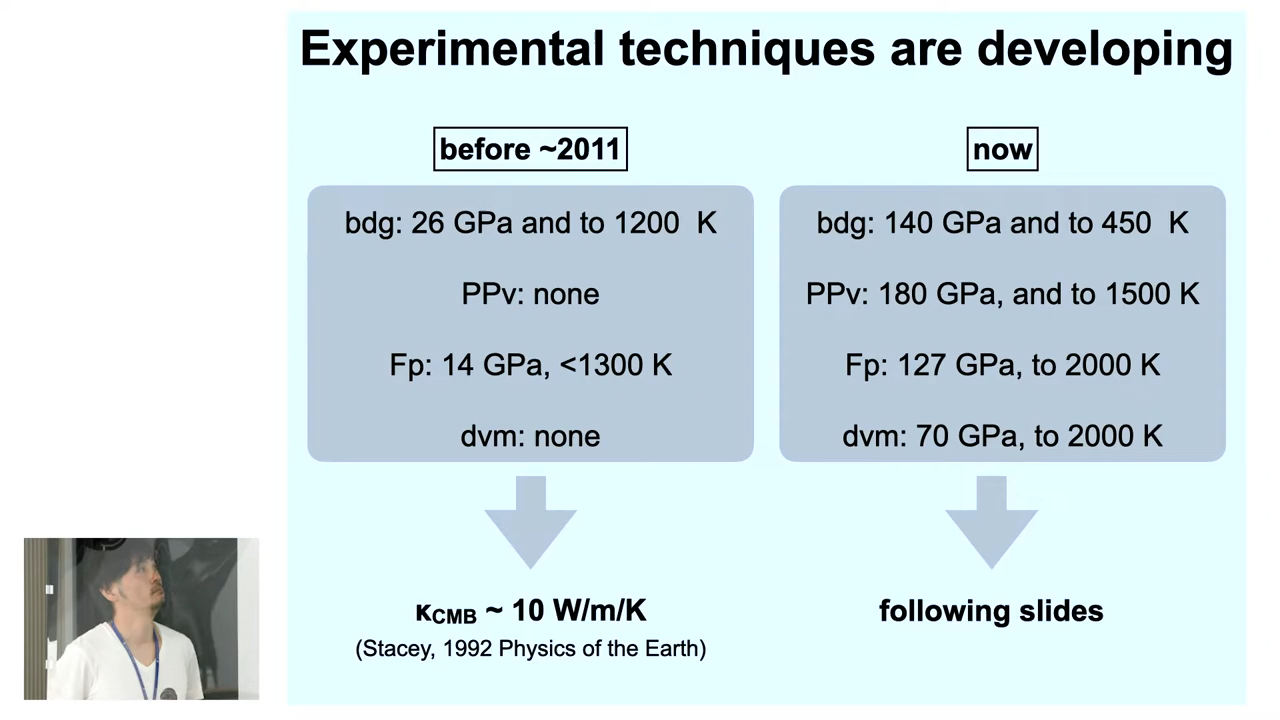 Experimental techniques are developing
before ~2011
bdg: 26 GPa and to 1200 K
PPv: none
Fp: 14 GPa, <1300 K
dvm: none
κCMB ~ 10 W/m/K
(Stacey, 1992 Physics of the Earth)
now
bdg: 140 GPa and to 450 K
PPv: 180 GPa, and to 1500 K
Fp: 127 GPa, to 2000 K
dvm: 70 GPa, to 2000 K
following slides